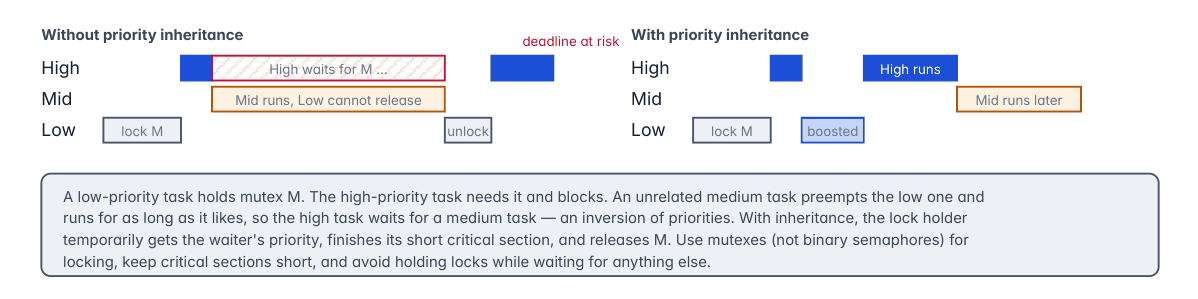 Without priority inheritance
deadline at risk
High
High waits for M ...
Mid
Mid runs, Low cannot release
Low
lock M
unlock
With priority inheritance
High
High runs
Mid
Mid runs later
Low
lock M
boosted
A low-priority task holds mutex M. The high-priority task needs it and blocks. An unrelated medium task preempts the low one and
runs for as long as it likes, so the high task waits for a medium task — an inversion of priorities. With inheritance, the lock holder
temporarily gets the waiter's priority, finishes its short critical section, and releases M. Use mutexes (not binary semaphores) for
locking, keep critical sections short, and avoid holding locks while waiting for anything else.